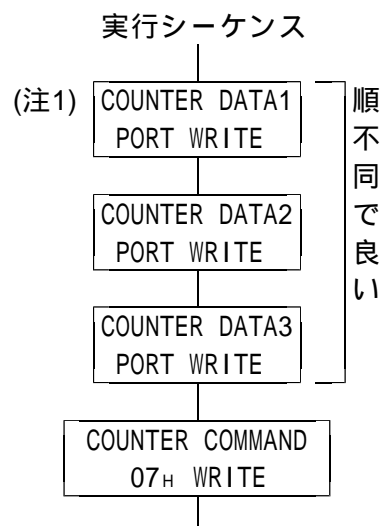 実行シーケンス
(注1)
COUNTER DATA1
PORT WRITE
COUNTER DATA2
PORT WRITE
COUNTER DATA3
PORT WRITE
順不同で良い
COUNTER COMMAND
07H WRITE